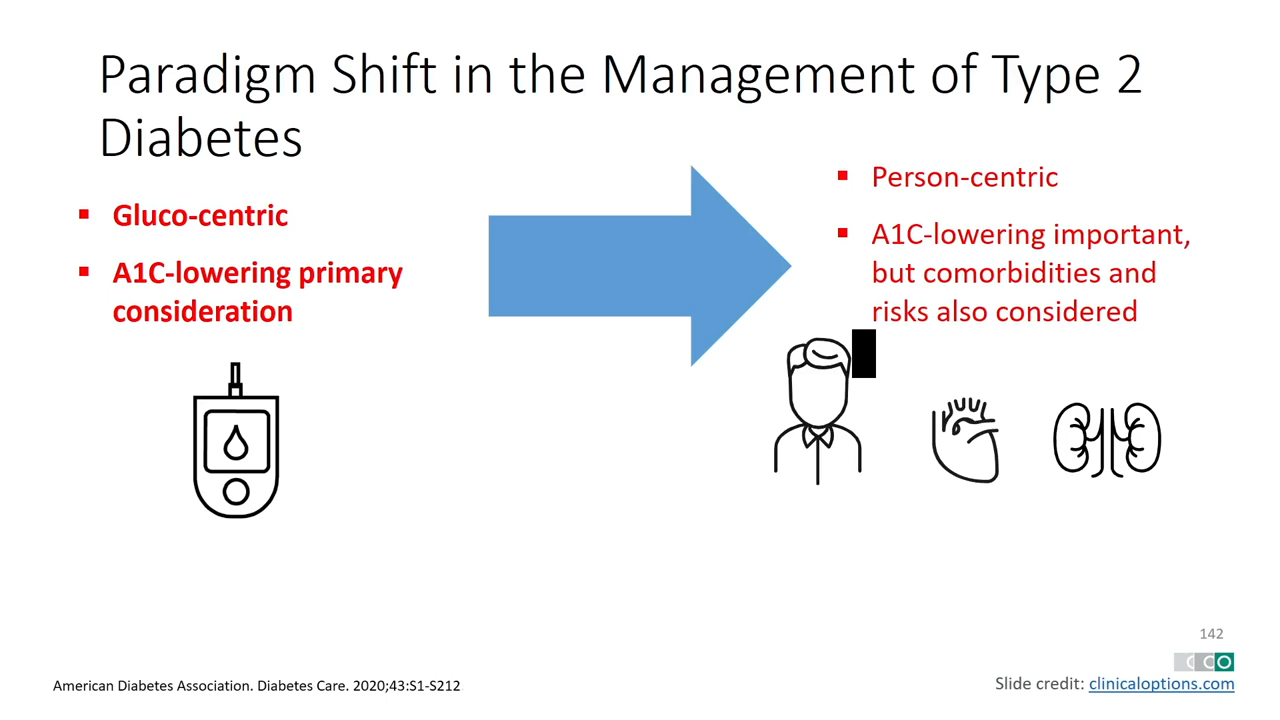 Paradigm Shift in the Management of Type 2
Diabetes
▪ Gluco-centric
▪ A1C-lowering primary
consideration
▪ Person-centric
▪ A1C-lowering important,
but comorbidities and
risks also considered
142
CCO
American Diabetes Association. Diabetes Care. 2020;43:S1-S212
Slide credit: clinicaloptions.com